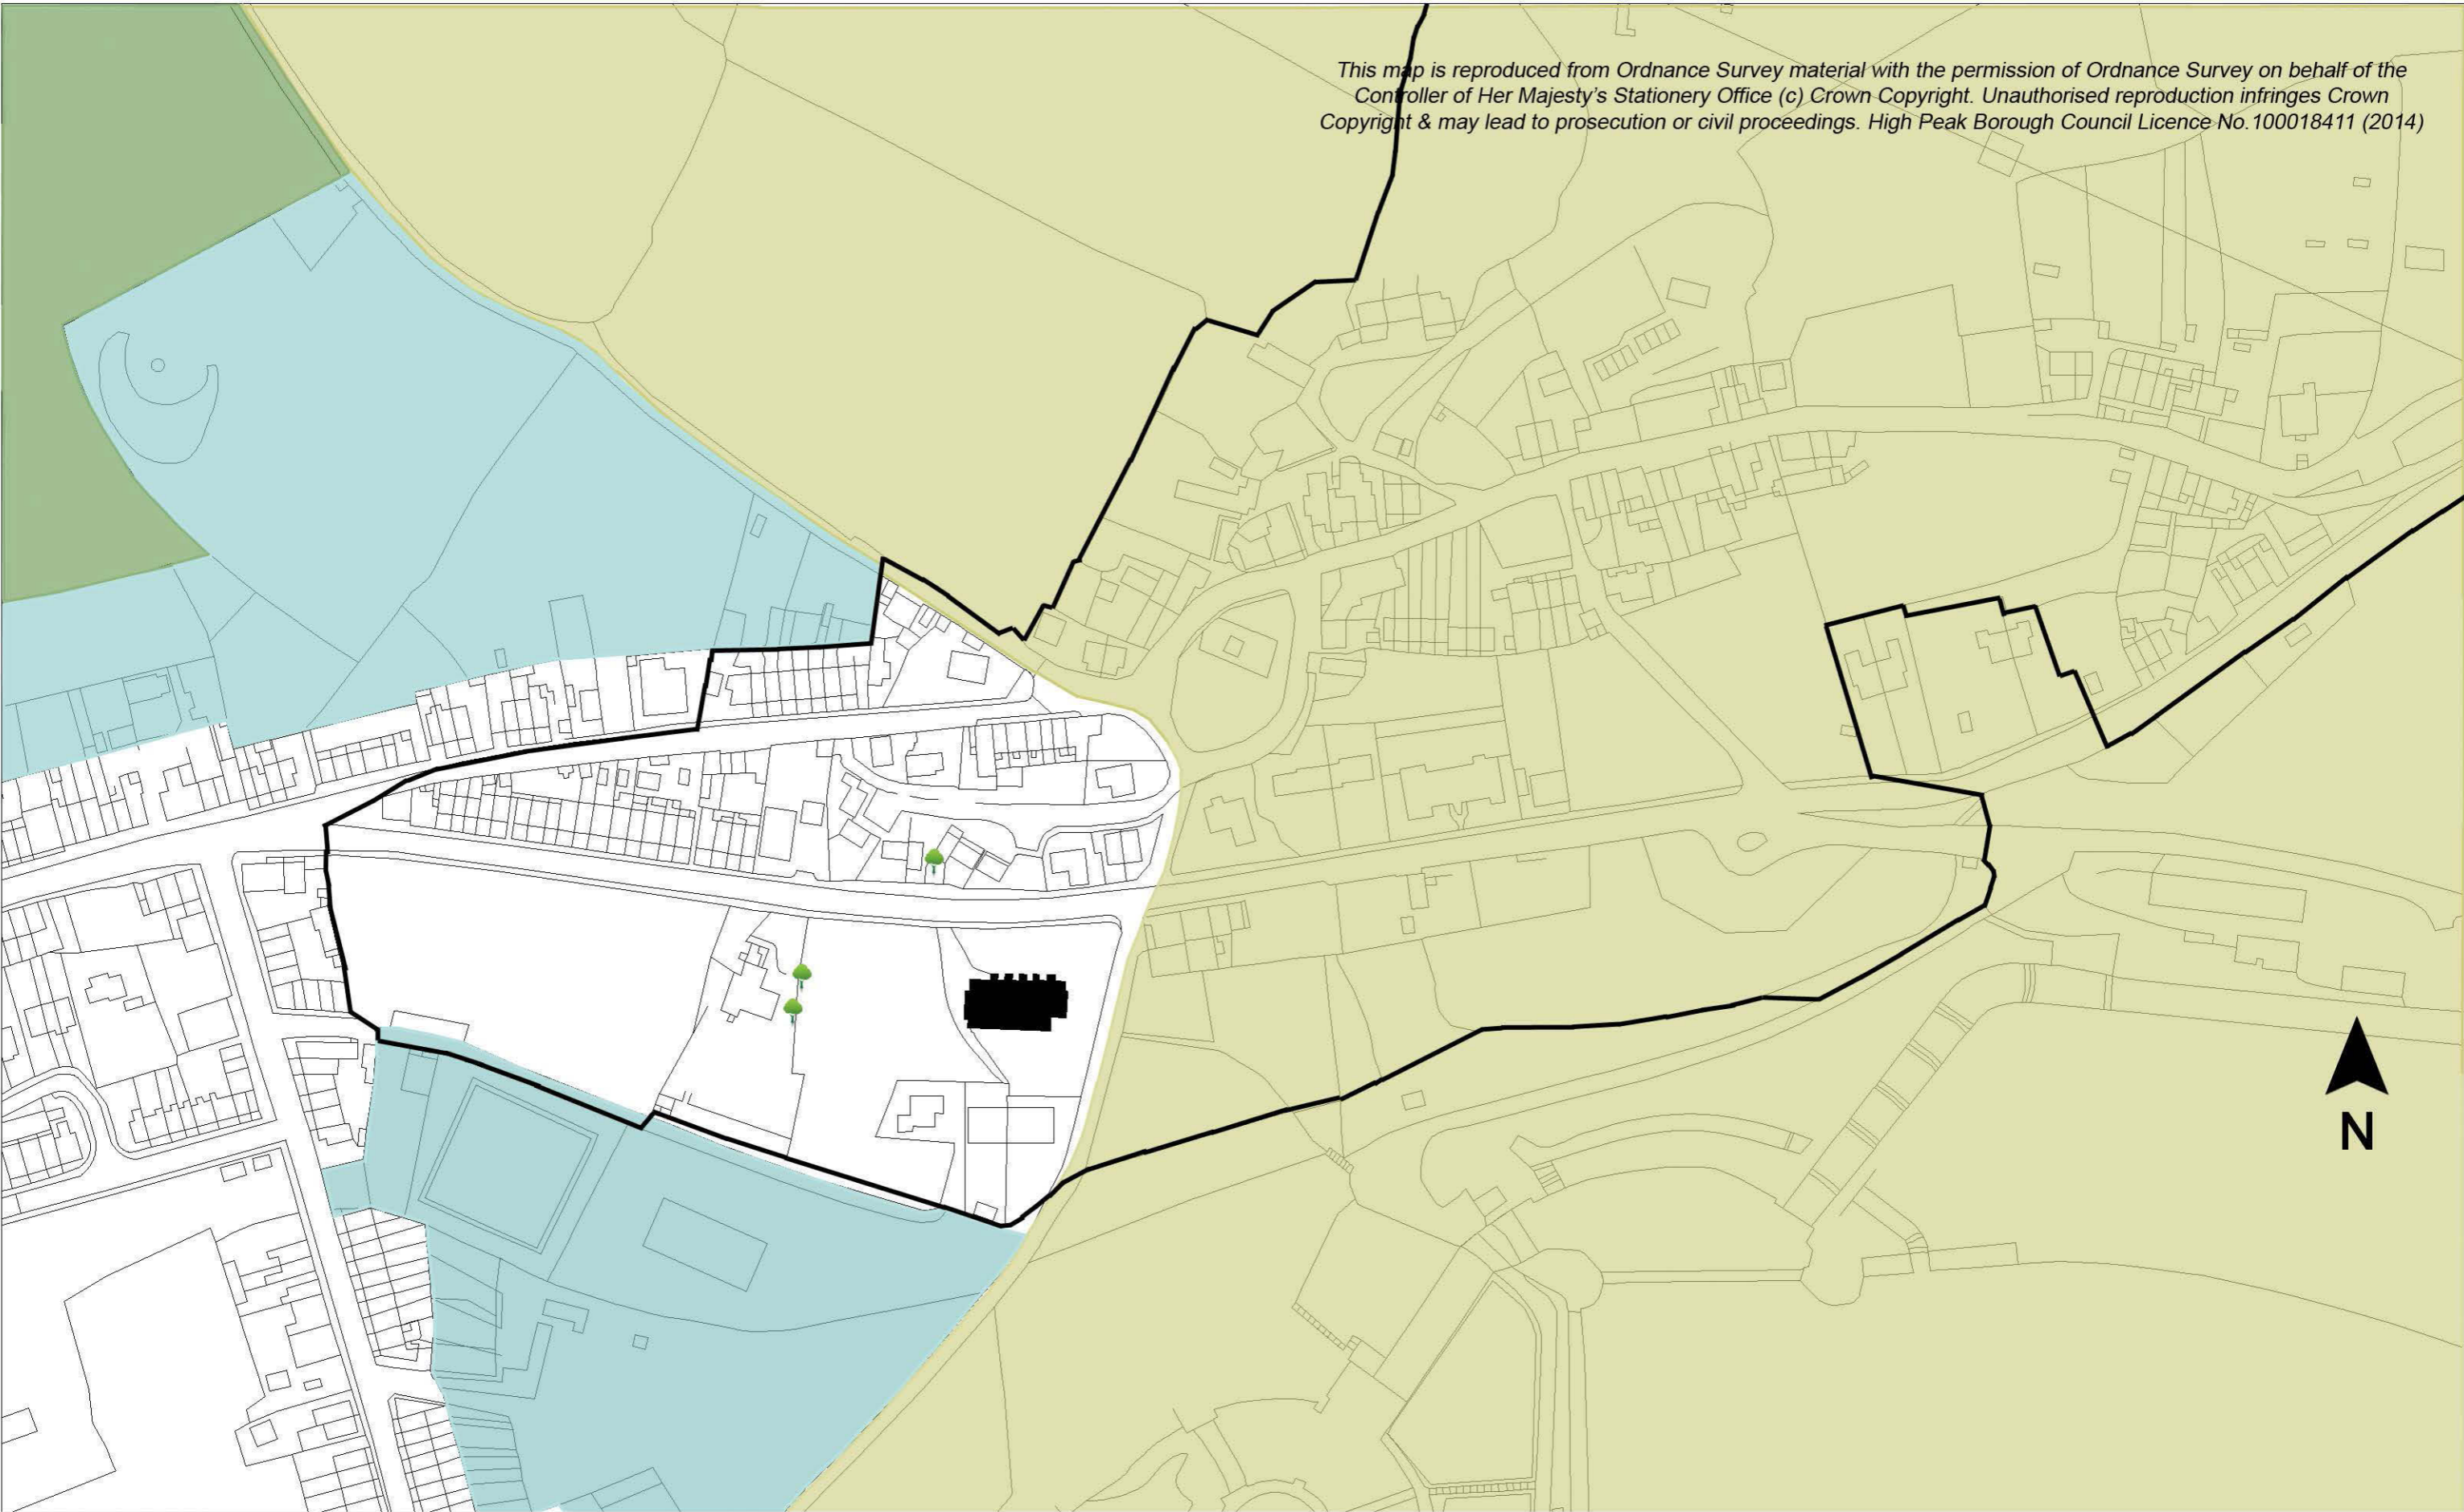 This map is reproduced from Ordnance Survey material with the permission of Ordnance Survey on behalf of the
Controller of Her Majesty's Stationery Office (c) Crown Copyright. Unauthorised reproduction infringes Crown
Copyright & may lead to prosecution or civil proceedings. High Peak Borough Council Licence No.100018411 (2014)
N